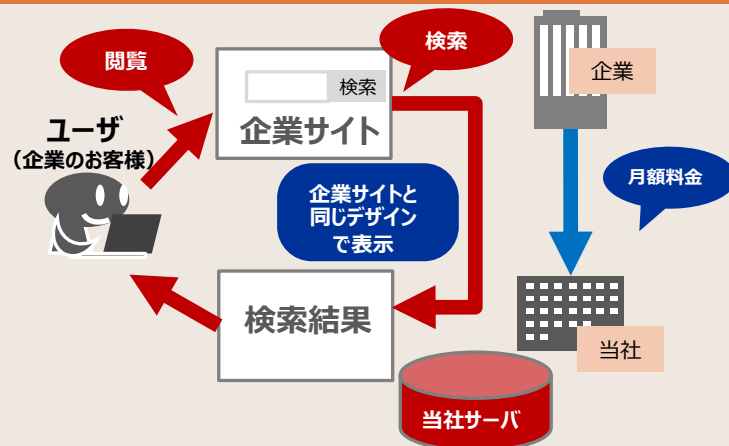 閲覧
検索
検索
企業サイト
企業
ユーザ
（企業のお客様）
企業サイトと
同じデザイン
で表示
月額料金
検索結果
当社
当社サーバ